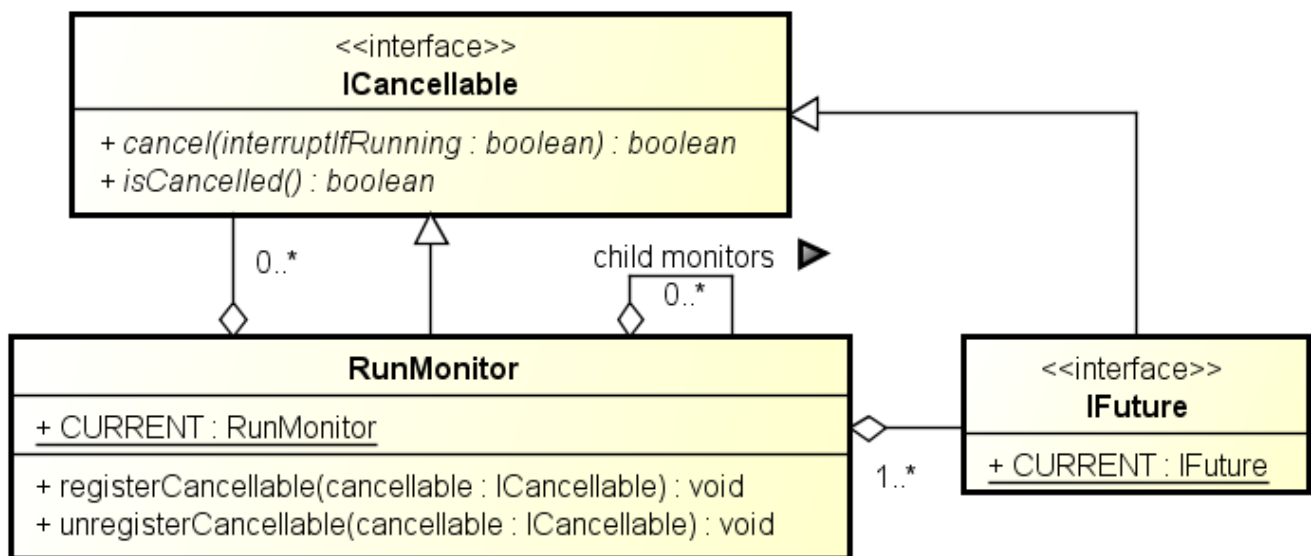 <<interface>>
ICancellable
+ cancel(interruptIfRunning : boolean) : boolean
+ isCancelled() : boolean
0..*
child monitors
0..*
RunMonitor
+ CURRENT : RunMonitor
+ registerCancellable(cancellable : ICancellable) : void
+ unregisterCancellable(cancellable : ICancellable) : void
1..*
<<interface>>
IFuture
+ CURRENT : IFuture